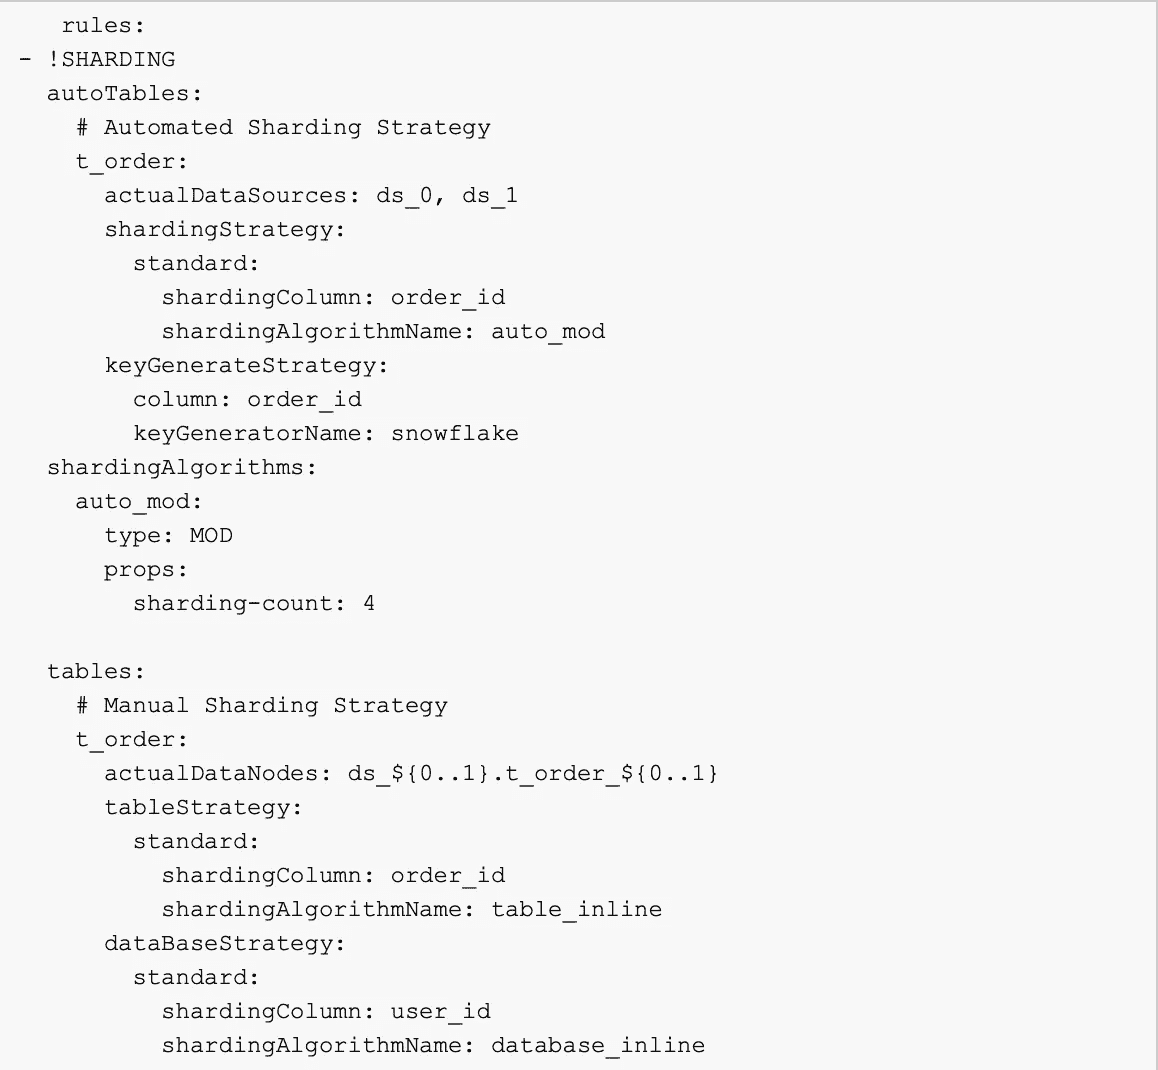 rules:
- !SHARDING
autoTables:
# Automated Sharding Strategy
t_order:
actualDataSources: ds_0, ds_1
shardingStrategy:
standard:
shardingColumn: order_id
shardingAlgorithmName: auto_mod
keyGenerateStrategy:
column: order_id
keyGeneratorName: snowflake
shardingAlgorithms:
auto_mod:
type: MOD
props:
sharding-count: 4
tables:
# Manual Sharding Strategy
t_order:
actualDataNodes: ds_${0..1}.t_order_${0..1}
tableStrategy:
standard:
shardingColumn: order_id
shardingAlgorithmName: table_inline
dataBaseStrategy:
standard:
shardingColumn: user_id
shardingAlgorithmName: database_inline